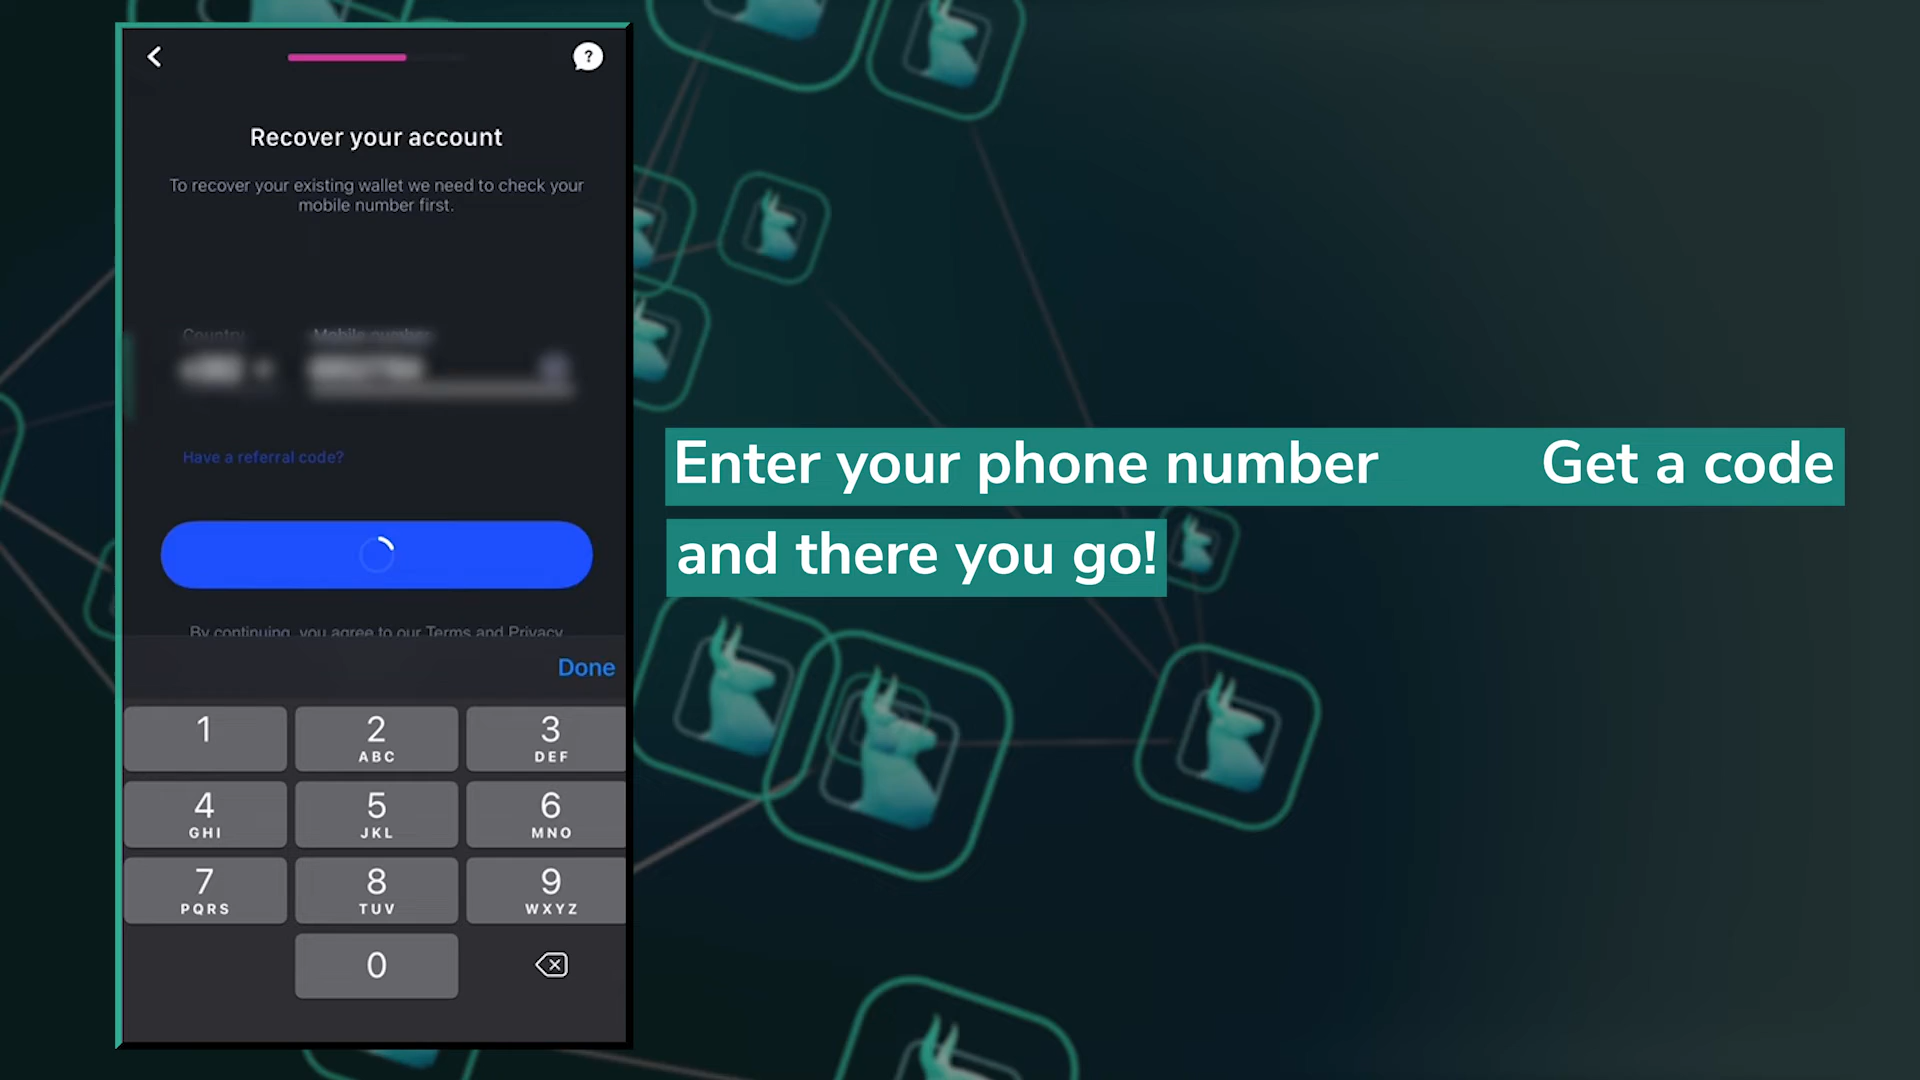 ?
Recover your account
To recover your existing wallet we need to check your
mobile number first.
Country Mobile number
Have a referral code?
By continuing, you agree to our Terms and Privacy
Done
1
2 ABC
3 DEF
4 GHI
5 JKL
6 MNO
7 PQRS
8 TUV
9 WXYZ
0
Enter your phone number Get a code
and there you go!